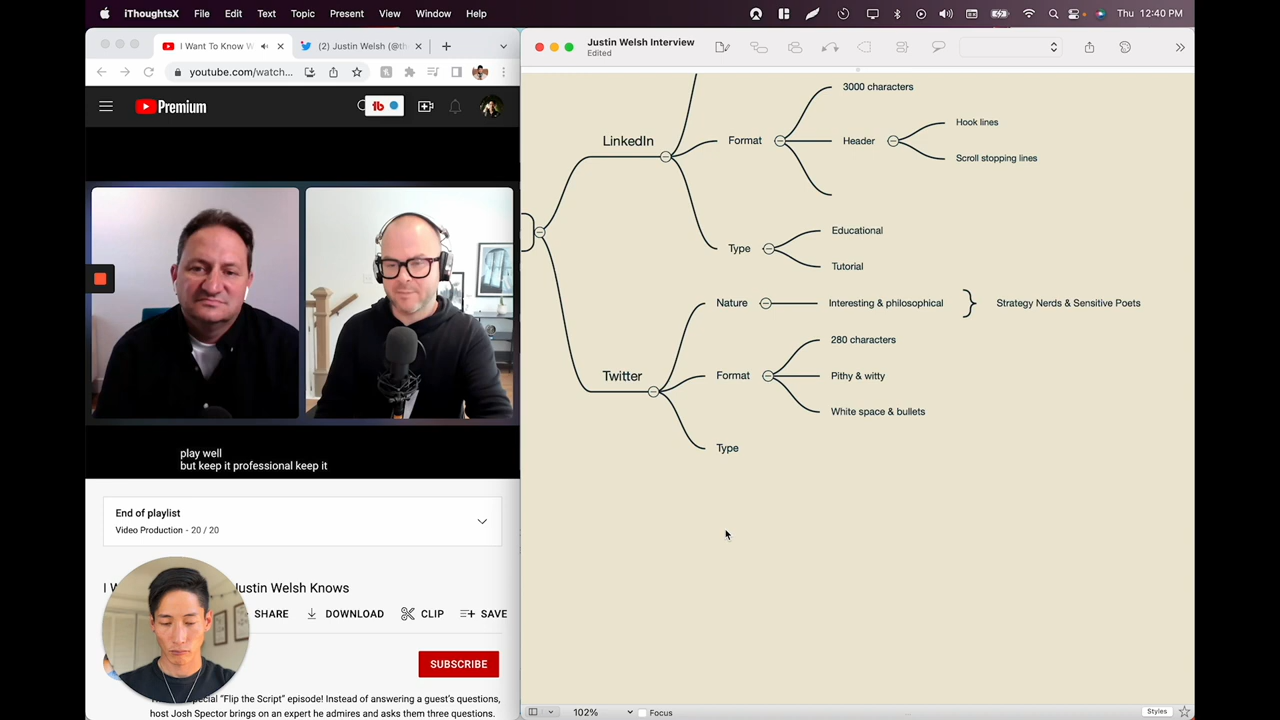 iThoughtsX File Edit Text Topic Present View Window Help
Thu 12:40 PM
I Want To Know W
(2) Justin Welsh (@th
youtube.com/watch...
Premium
tb
play well
but keep it professional keep it
End of playlist
Video Production - 20 / 20
I W
ustin Welsh Knows
SHARE DOWNLOAD CLIP SAVE
SUBSCRIBE
pecial “Flip the Script” episode! Instead of answering a guest’s questions,
host Josh Spector brings on an expert he admires and asks them three questions.
Justin Welsh Interview
Edited
3000 characters
LinkedIn
Format
Header
Hook lines
Scroll stopping lines
Type
Educational
Tutorial
Nature
Interesting & philosophical
Strategy Nerds & Sensitive Poets
280 characters
Twitter
Format
Pithy & witty
White space & bullets
Type
102%
Focus
Styles